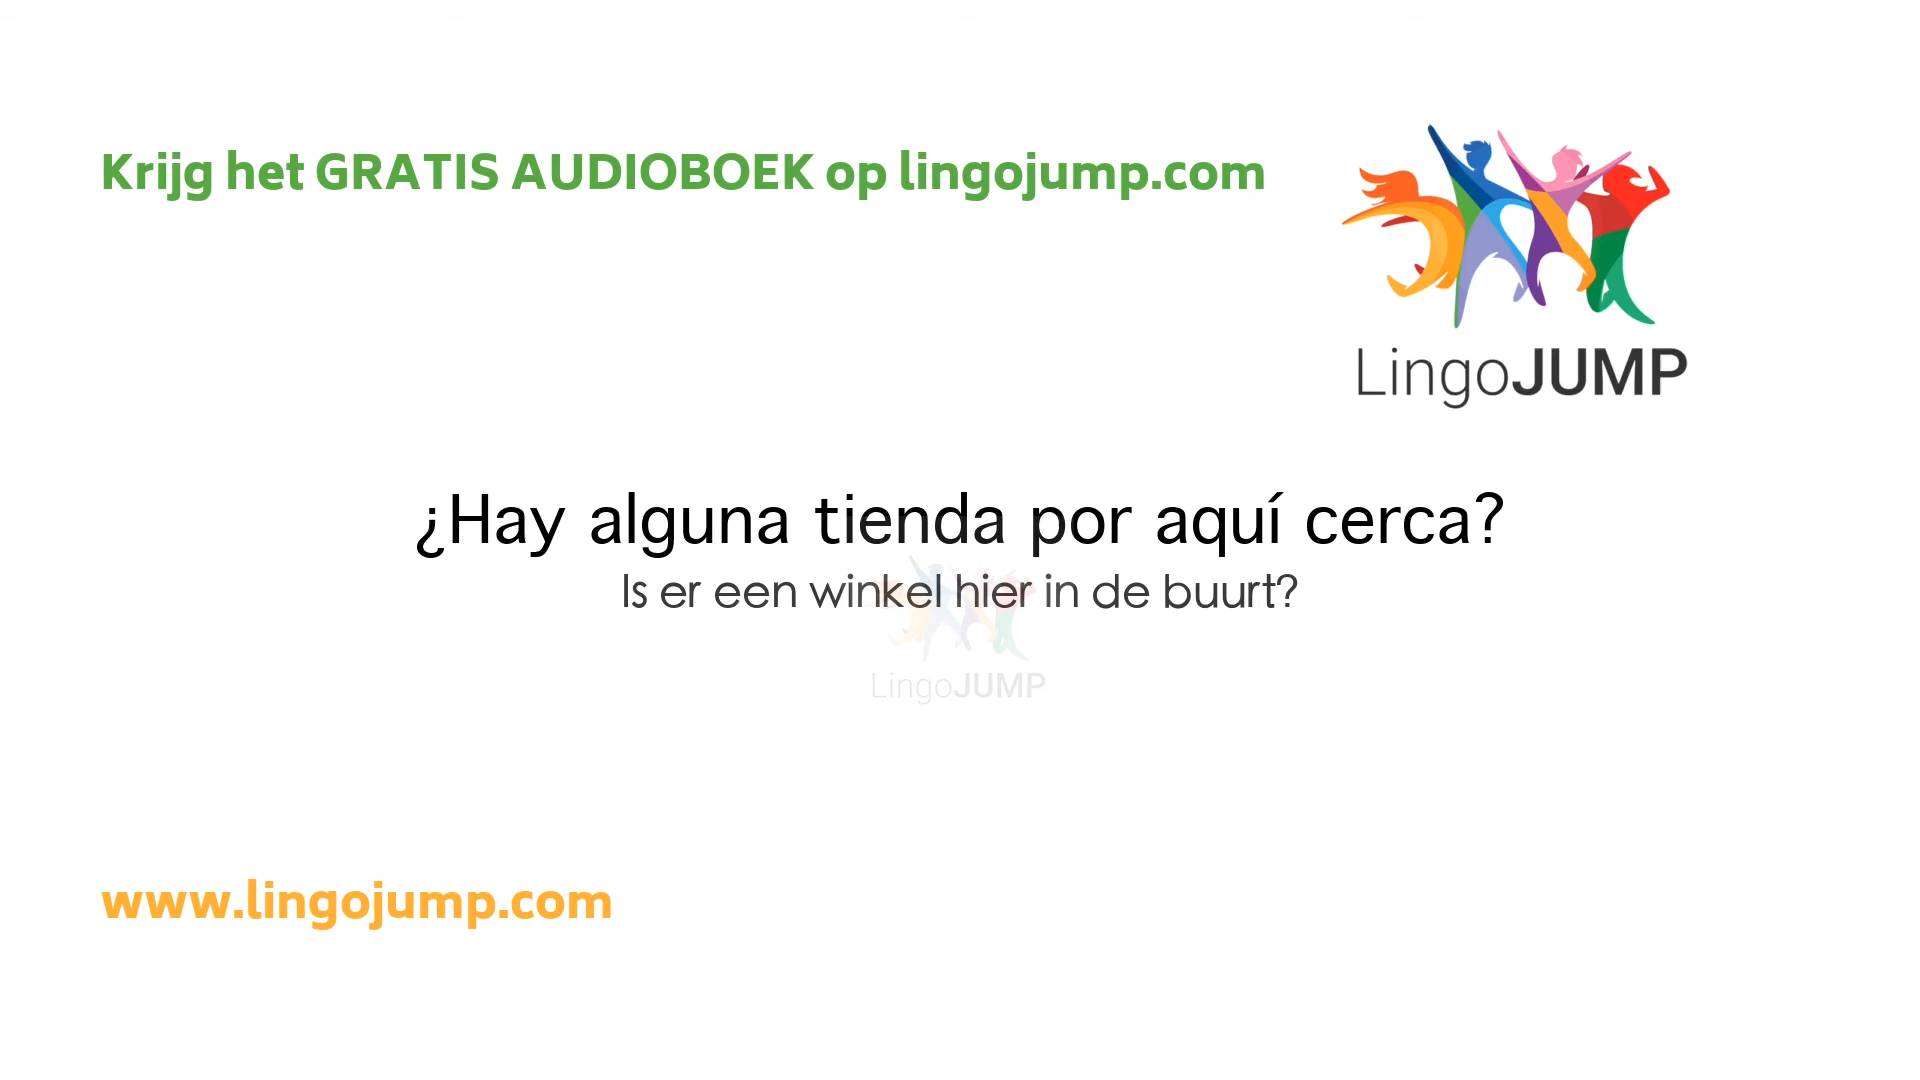 Krijg het GRATIS AUDIOBOEK op lingojump.com
LingoJUMP
¿Hay alguna tienda por aquí cerca?
Is er een winkel hier in de buurt?
LingoJUMP
www.lingojump.com